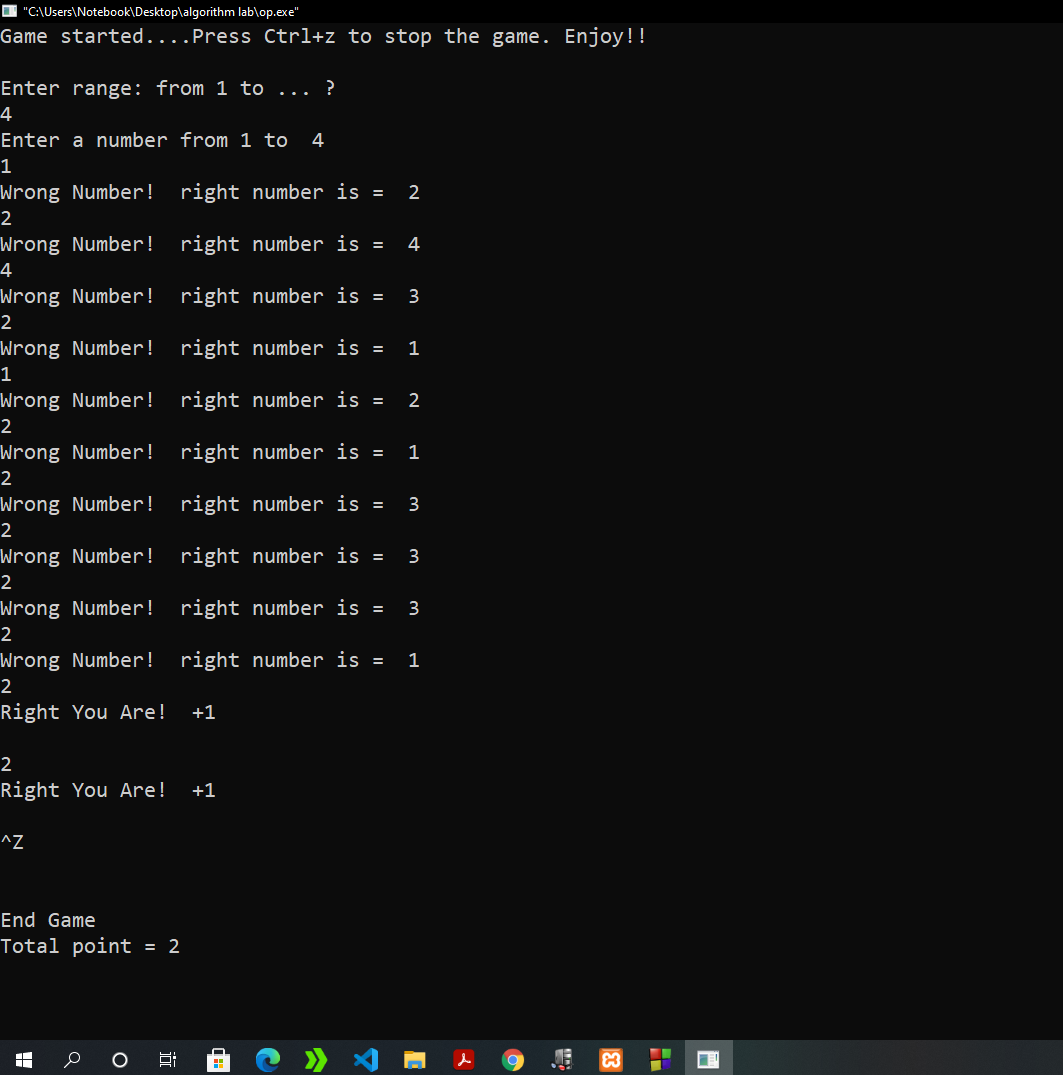 "C:\Users\Notebook\Desktop\algorithm lab\op.exe"
Game started....Press Ctrl+z to stop the game. Enjoy!!
Enter range: from 1 to ... ?
4
Enter a number from 1 to  4
1
Wrong Number!  right number is =  2
2
Wrong Number!  right number is =  4
4
Wrong Number!  right number is =  3
2
Wrong Number!  right number is =  1
1
Wrong Number!  right number is =  2
2
Wrong Number!  right number is =  1
2
Wrong Number!  right number is =  3
2
Wrong Number!  right number is =  3
2
Wrong Number!  right number is =  3
2
Wrong Number!  right number is =  1
2
Right You Are!  +1
2
Right You Are!  +1
^Z
End Game
Total point = 2